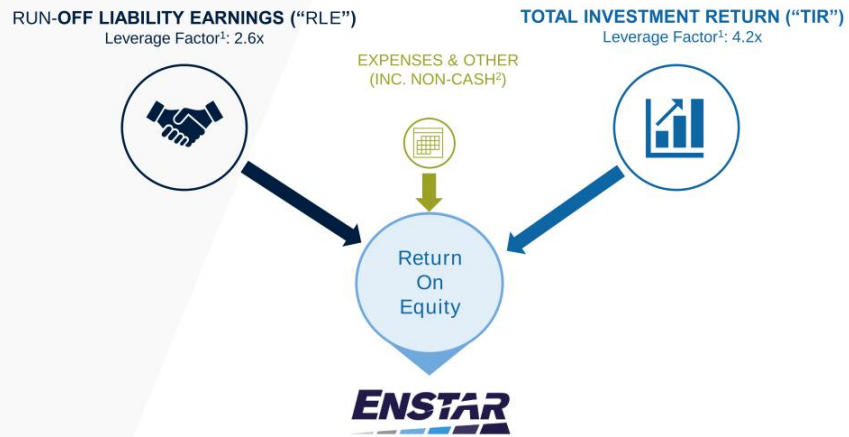 RUN-OFF LIABILITY EARNINGS (“RLE”)
Leverage Factor¹: 2.6x
TOTAL INVESTMENT RETURN (“TIR”)
Leverage Factor¹: 4.2x
EXPENSES & OTHER
(INC. NON-CASH²)
Return
On
Equity
ENSTAR